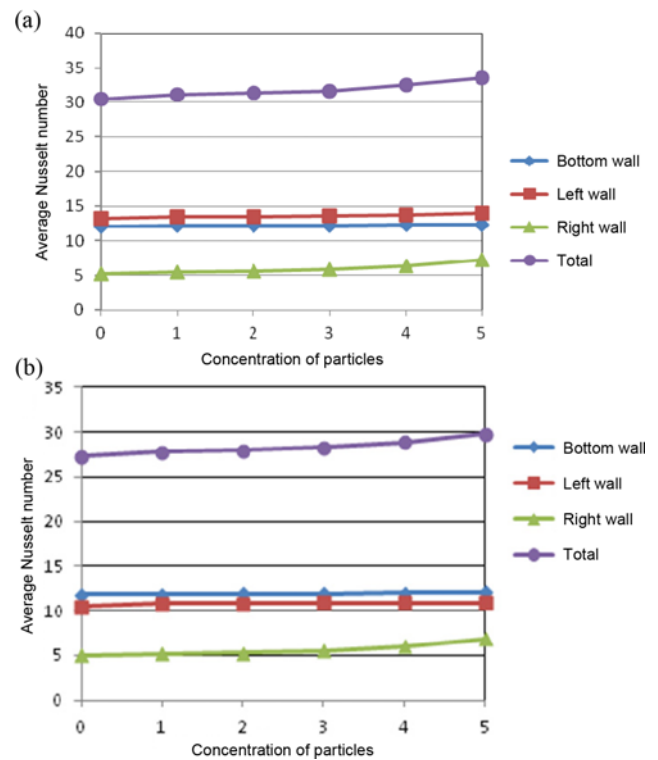 (a)
40
35
30
25
20
15
10
5
0
Average Nusselt number
0 1 2 3 4 5
Concentration of particles
Bottom wall
Left wall
Right wall
Total
(b)
35
30
25
20
15
10
5
0
Average Nusselt number
0 1 2 3 4 5
Concentration of particles
Bottom wall
Left wall
Right wall
Total